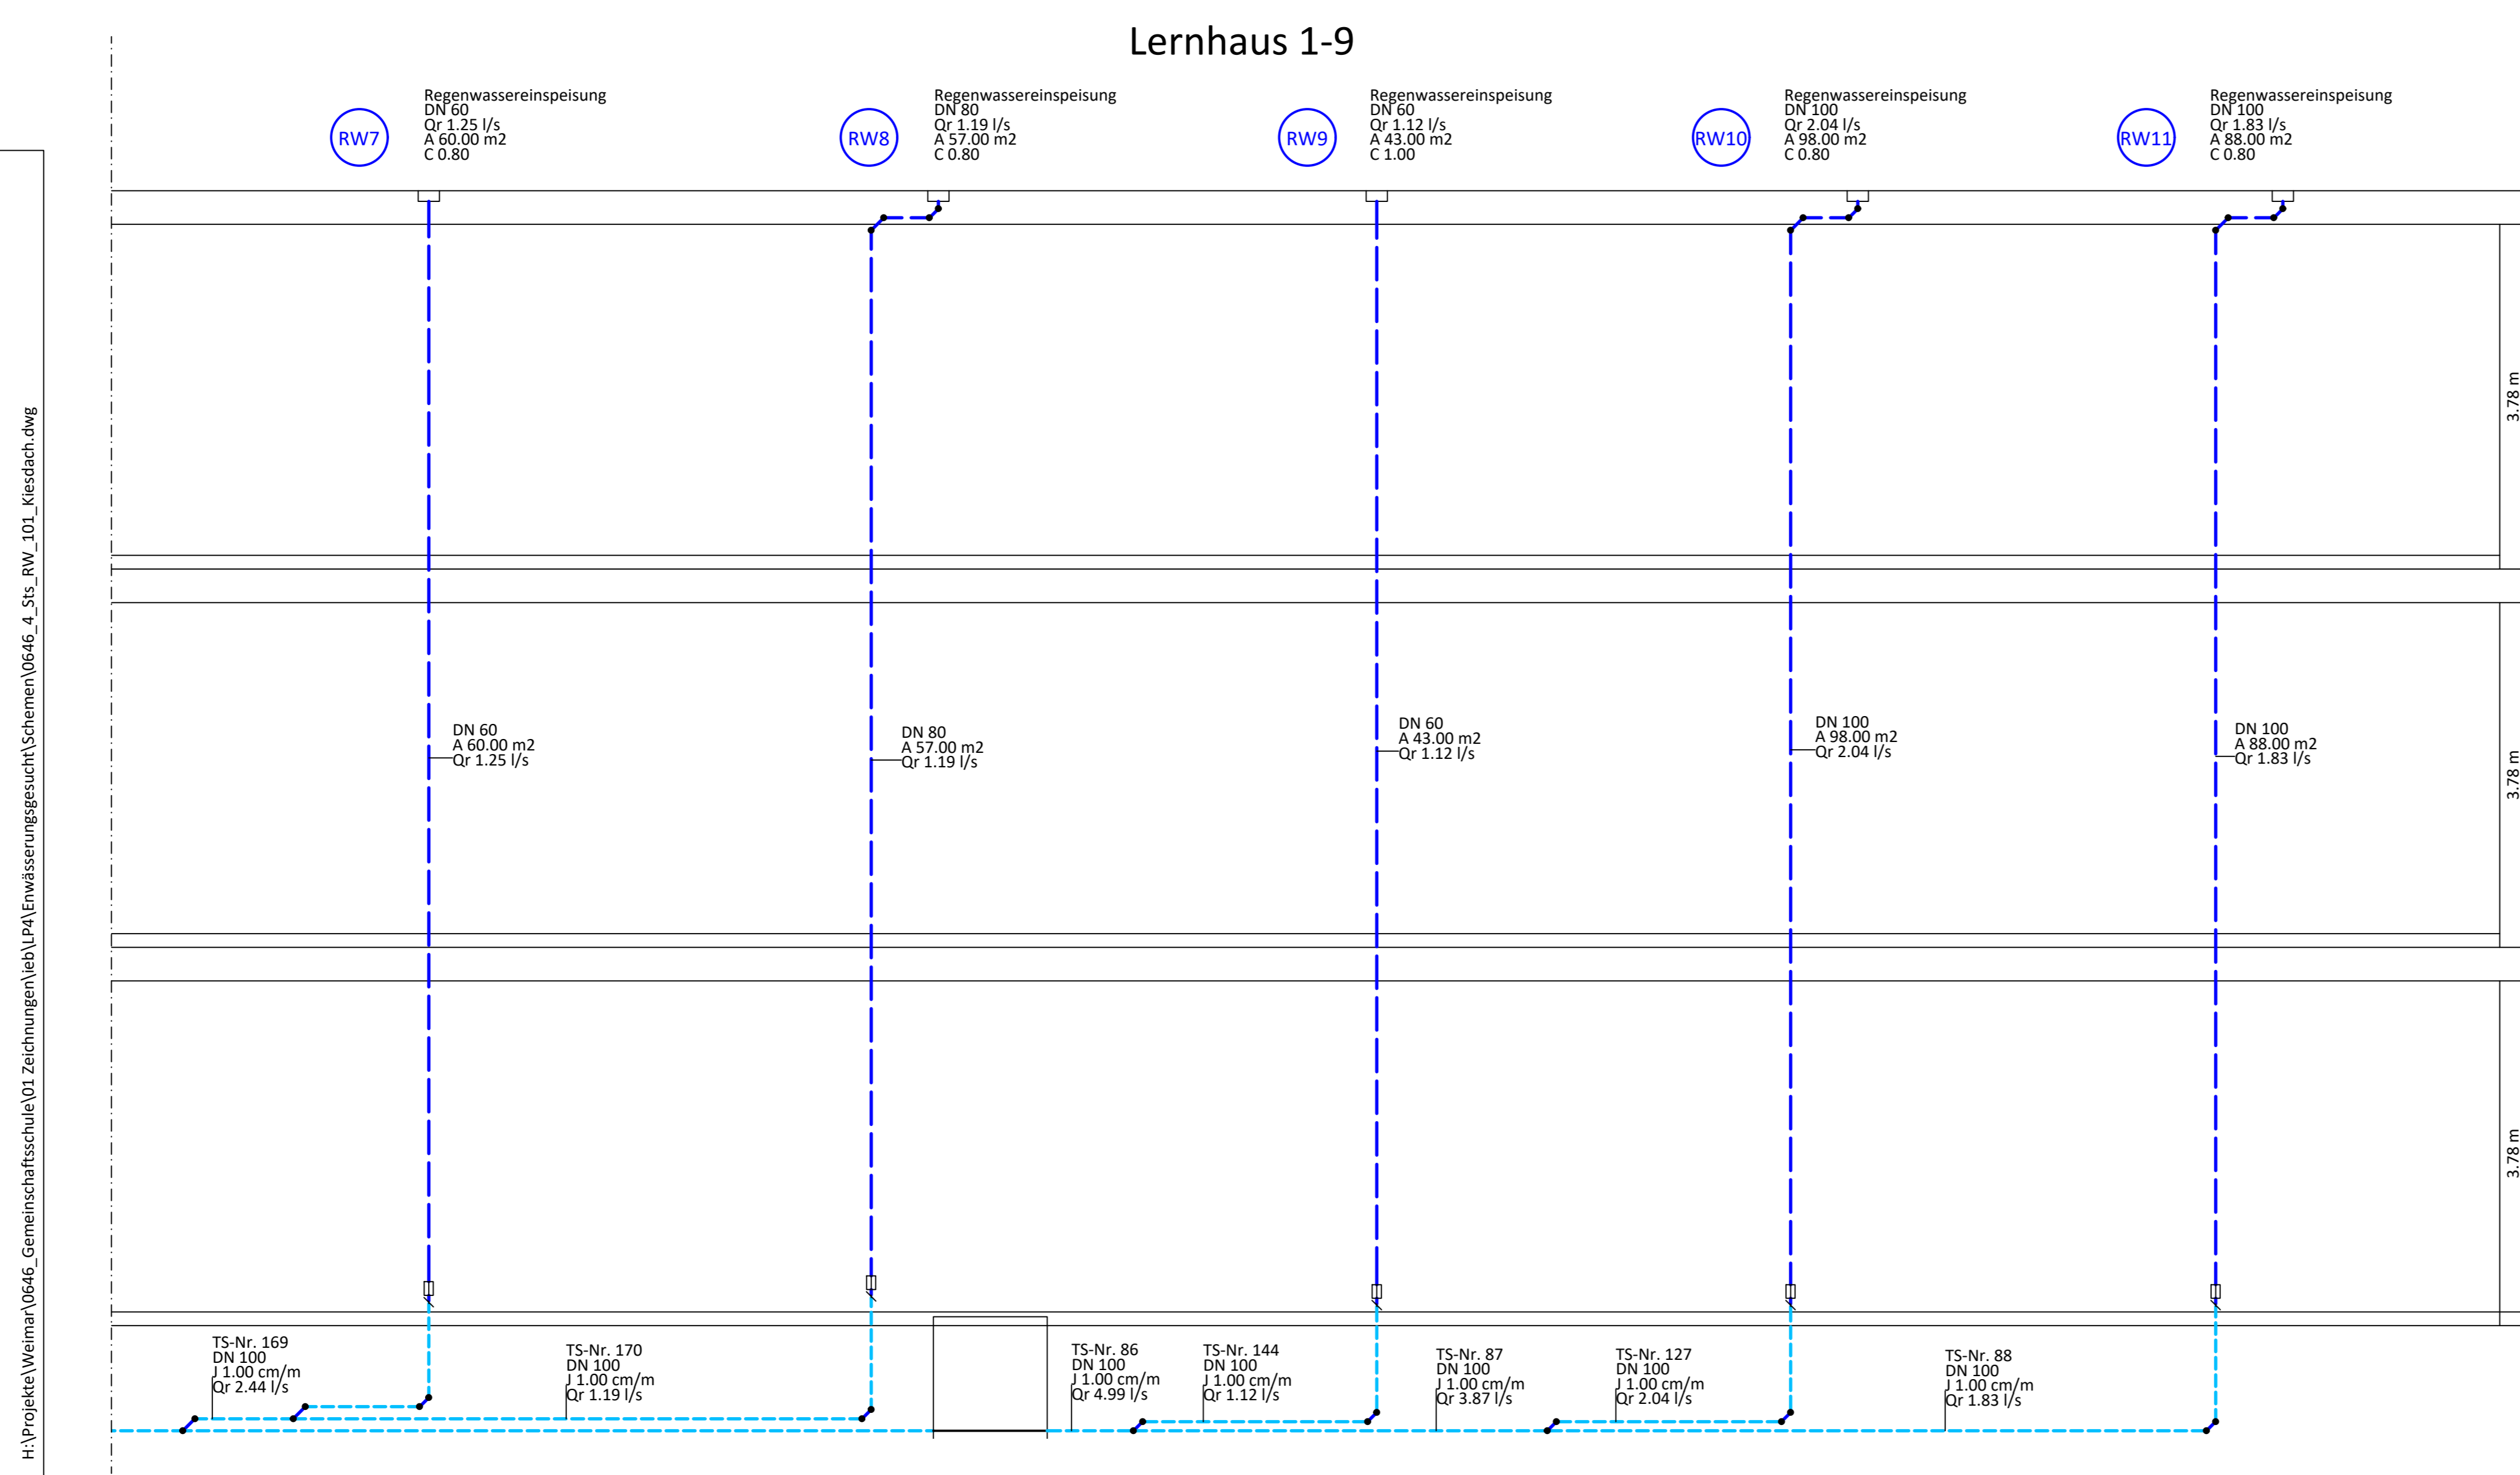 Lernhaus 1-9
RW7
Regenwassereinspeisung
DN 60
Qr 1.25 l/s
A 60.00 m2
C 0.80
RW8
Regenwassereinspeisung
DN 80
Qr 1.19 l/s
A 57.00 m2
C 0.80
RW9
Regenwassereinspeisung
DN 60
Qr 1.12 l/s
A 43.00 m2
C 1.00
RW10
Regenwassereinspeisung
DN 100
Qr 2.04 l/s
A 98.00 m2
C 0.80
RW11
Regenwassereinspeisung
DN 100
Qr 1.83 l/s
A 88.00 m2
C 0.80
3.78 m
H:\Projekte\Weimar\0646_Gemeinschaftsschule\01 Zeichnungen\ieb\LP4\Enwässerungsgesucht\Schemen\0646_4_Sts_RW_101_Kiesdach.dwg
DN 60
A 60.00 m2
Qr 1.25 l/s
DN 80
A 57.00 m2
Qr 1.19 l/s
DN 60
A 43.00 m2
Qr 1.12 l/s
DN 100
A 98.00 m2
Qr 2.04 l/s
DN 100
A 88.00 m2
Qr 1.83 l/s
3.78 m
3.78 m
TS-Nr. 169
DN 100
J 1.00 cm/m
Qr 2.44 l/s
TS-Nr. 170
DN 100
J 1.00 cm/m
Qr 1.19 l/s
TS-Nr. 86
DN 100
J 1.00 cm/m
Qr 4.99 l/s
TS-Nr. 144
DN 100
J 1.00 cm/m
Qr 1.12 l/s
TS-Nr. 87
DN 100
J 1.00 cm/m
Qr 3.87 l/s
TS-Nr. 127
DN 100
J 1.00 cm/m
Qr 2.04 l/s
TS-Nr. 88
DN 100
J 1.00 cm/m
Qr 1.83 l/s